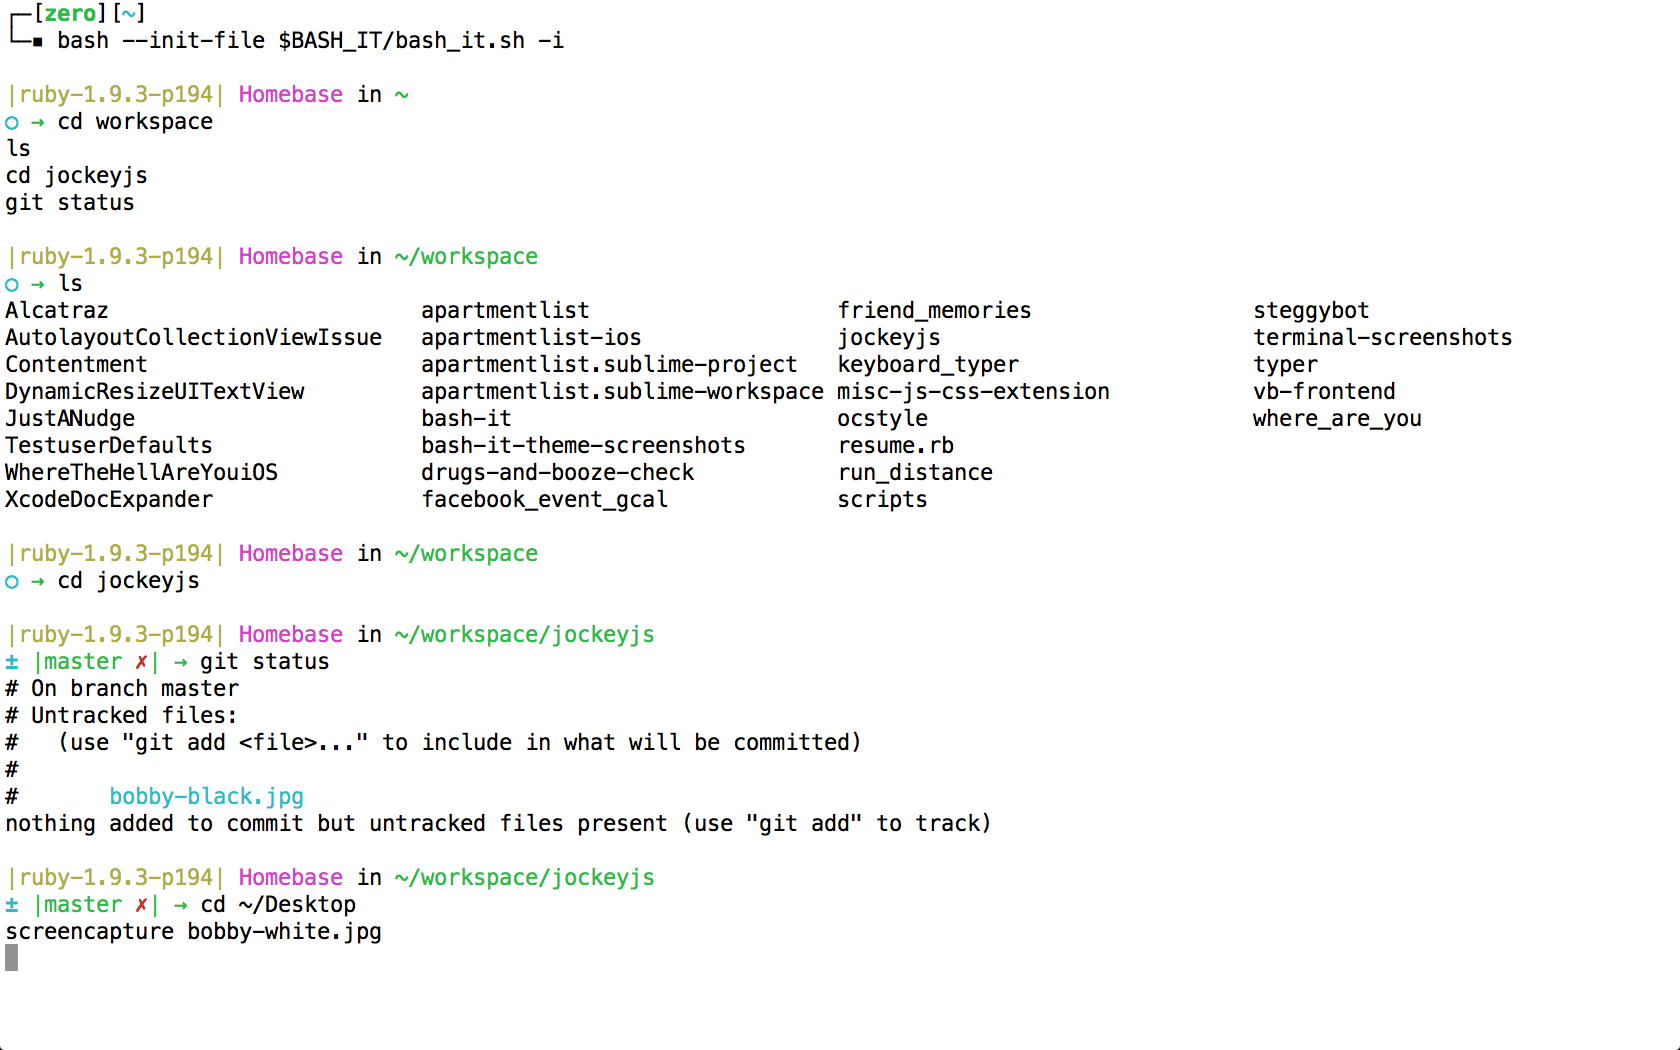 ┌─[zero][~]
└─▪ bash --init-file $BASH_IT/bash_it.sh -i

|ruby-1.9.3-p194| Homebase in ~
○ → cd workspace
ls
cd jockeyjs
git status

|ruby-1.9.3-p194| Homebase in ~/workspace
○ → ls
Alcatraz                        apartmentlist                   friend_memories                 steggybot
AutolayoutCollectionViewIssue   apartmentlist-ios               jockeyjs                        terminal-screenshots
Contentment                     apartmentlist.sublime-project   keyboard_typer                  typer
DynamicResizeUITextView         apartmentlist.sublime-workspace misc-js-css-extension           vb-frontend
JustANudge                      bash-it                         ocstyle                         where_are_you
TestuserDefaults                bash-it-theme-screenshots       resume.rb
WhereTheHellAreYouiOS           drugs-and-booze-check           run_distance
XcodeDocExpander                facebook_event_gcal             scripts

|ruby-1.9.3-p194| Homebase in ~/workspace
○ → cd jockeyjs

|ruby-1.9.3-p194| Homebase in ~/workspace/jockeyjs
± |master ✗| → git status
# On branch master
# Untracked files:
#   (use "git add <file>..." to include in what will be committed)
#
#       bobby-black.jpg
nothing added to commit but untracked files present (use "git add" to track)

|ruby-1.9.3-p194| Homebase in ~/workspace/jockeyjs
± |master ✗| → cd ~/Desktop
screencapture bobby-white.jpg